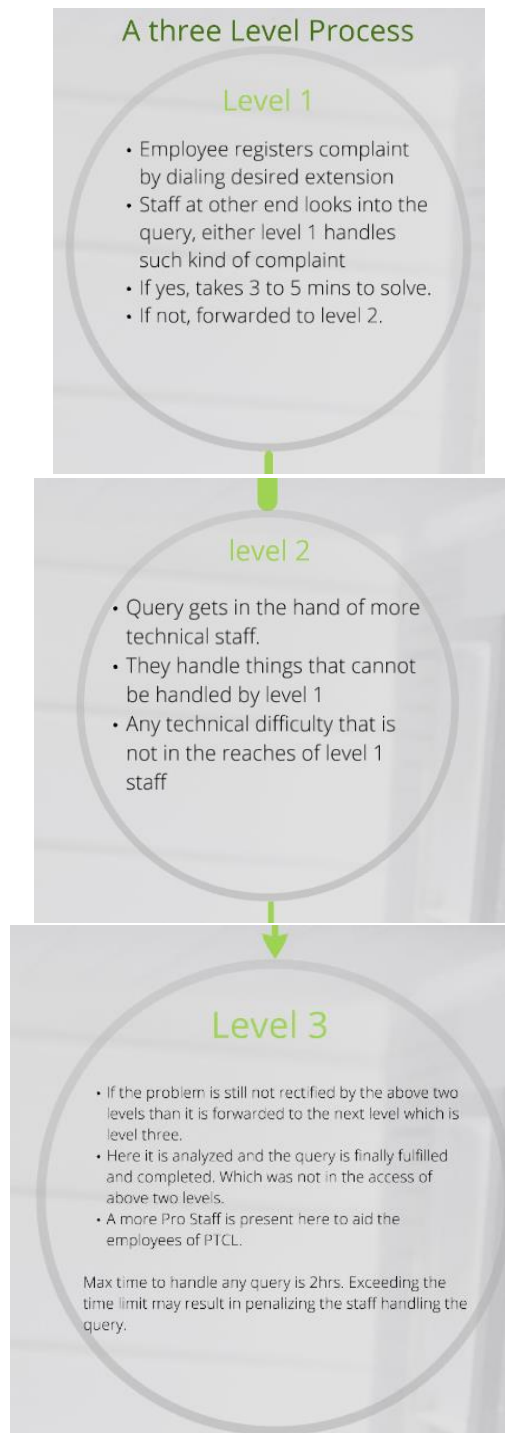 A three Level Process
Level 1
• Employee registers complaint
by dialing desired extension
• Staff at other end looks into the
query, either level 1 handles
such kind of complaint
• If yes, takes 3 to 5 mins to solve.
• If not, forwarded to level 2.
level 2
• Query gets in the hand of more
technical staff.
• They handle things that cannot
be handled by level 1
• Any technical difficulty that is
not in the reaches of level 1
staff
Level 3
• If the problem is still not rectified by the above two
levels than it is forwarded to the next level which is
level three.
• Here it is analyzed and the query is finally fulfilled
and completed. Which was not in the access of
above two levels.
• A more Pro Staff is present here to aid the
employees of PTCL.
Max time to handle any query is 2hrs. Exceeding the
time limit may result in penalizing the staff handling the
query.